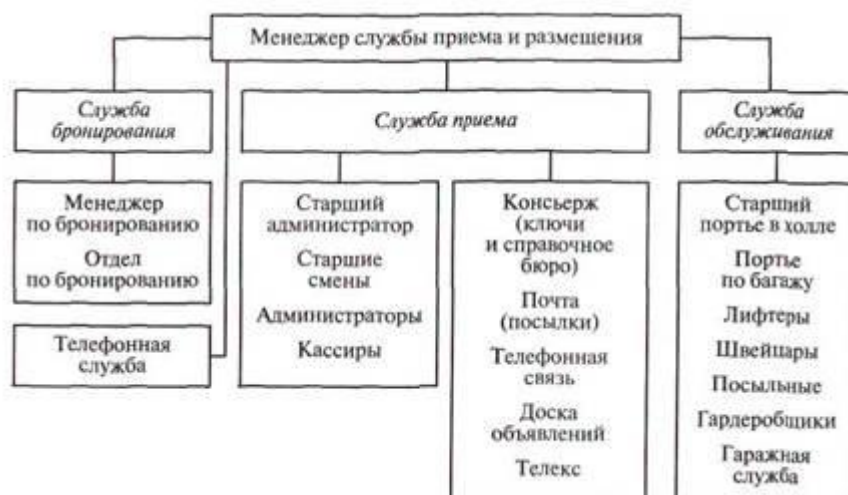 Менеджер службы приема и размещения
Служба
бронирования
Служба приема
Служба
обслуживания
Менеджер
по бронированию
Отдел
по бронированию
Телефонная
служба
Старший
администратор
Старшие
смены
Администраторы
Кассиры
Консьерж
(ключи
и справочное
бюро)
Почта
(посылки)
Телефонная
связь
Доска
объявлений
Телекс
Старший
портье в холле
Портье
по багажу
Лифтеры
Швейцары
Посыльные
Гардеробщики
Гаражная
служба